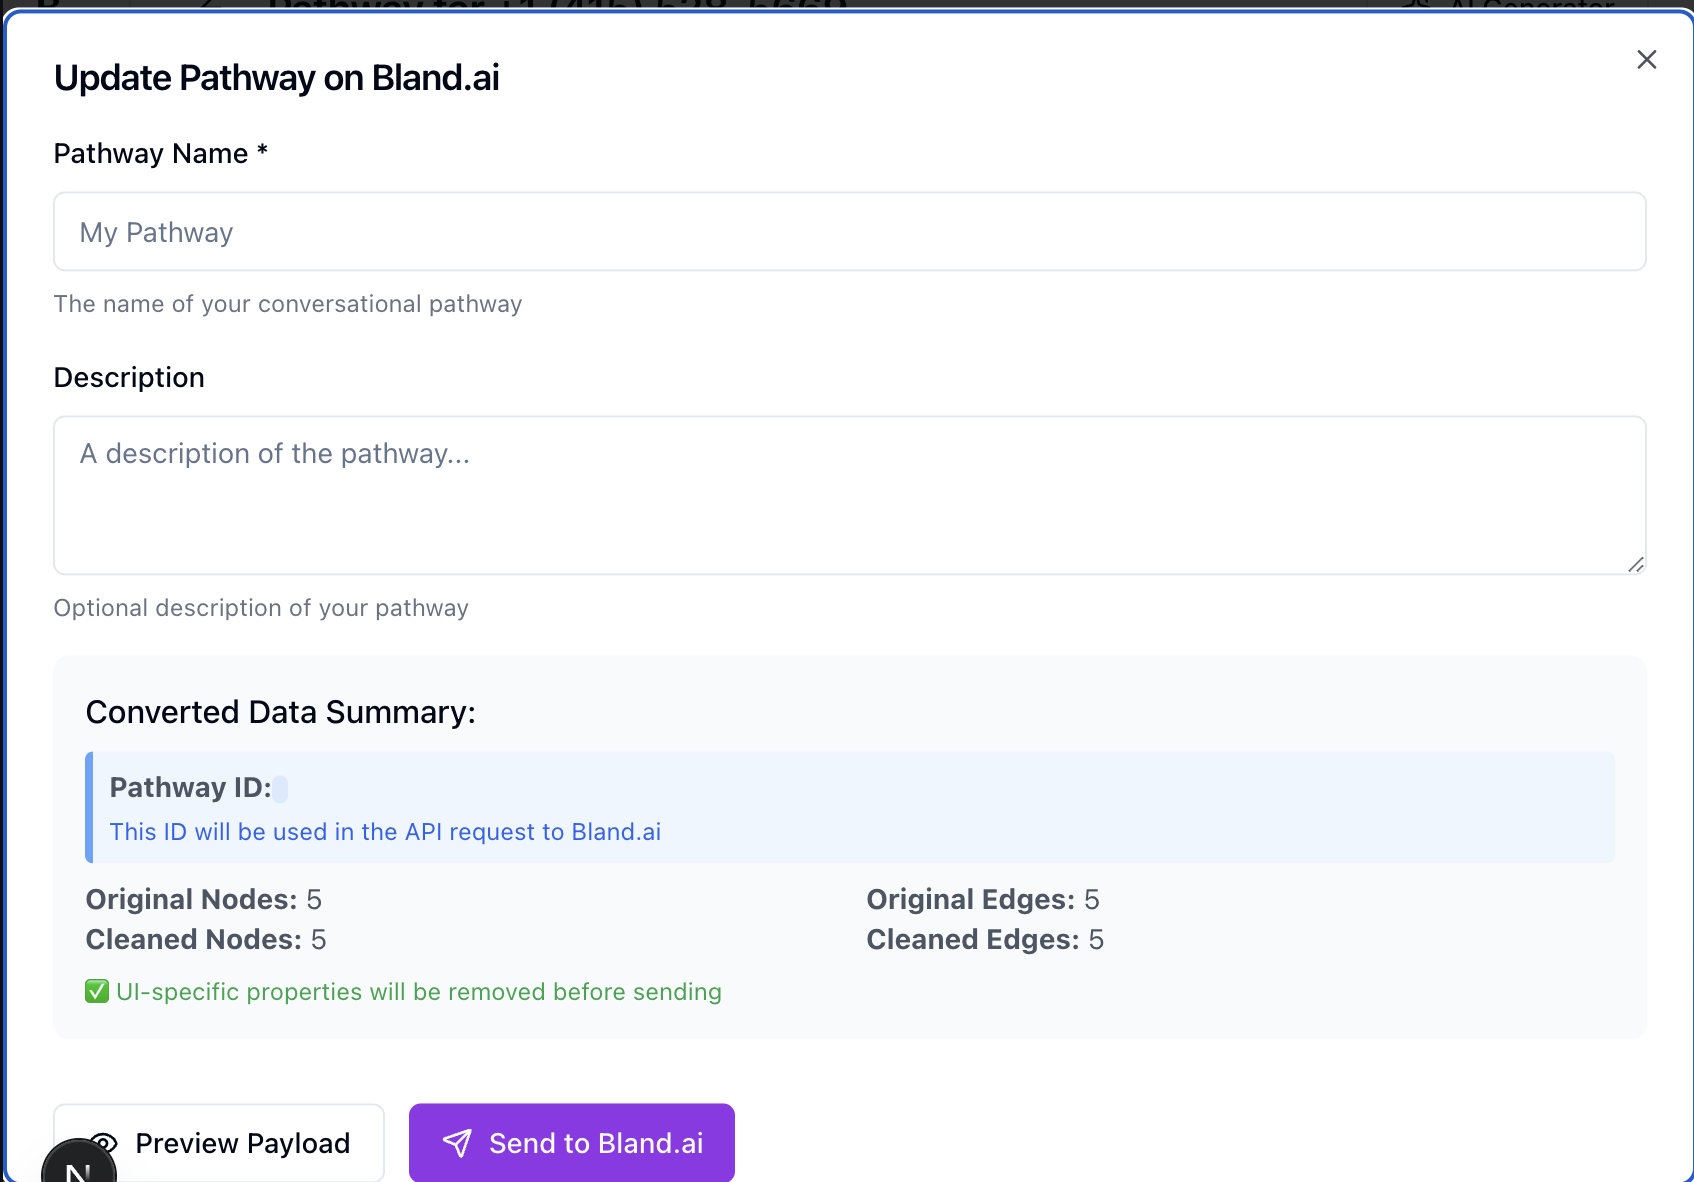 Update Pathway on Bland.ai
Pathway Name *
My Pathway
The name of your conversational pathway
Description
A description of the pathway...
Optional description of your pathway
Converted Data Summary:
Pathway ID:
This ID will be used in the API request to Bland.ai
Original Nodes: 5
Original Edges: 5
Cleaned Nodes: 5
Cleaned Edges: 5
✅ UI-specific properties will be removed before sending
Preview Payload
Send to Bland.ai
N